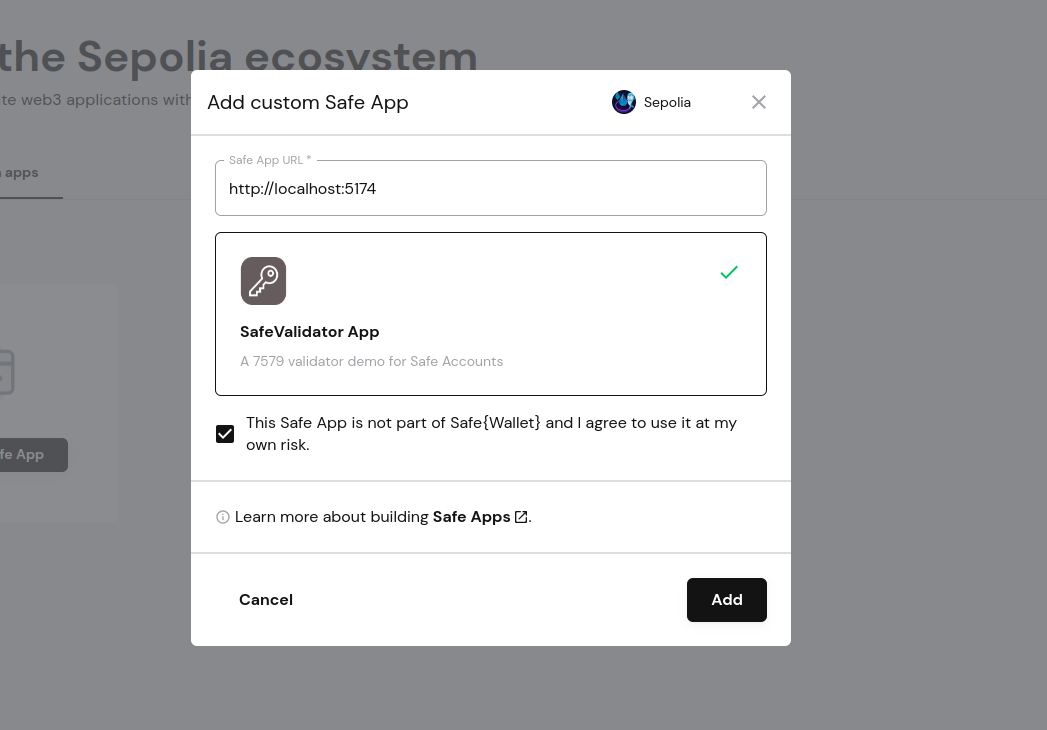 the Sepolia ecosystem
te web3 applications with
apps
Add custom Safe App
Sepolia
Safe App URL *
http://localhost:5174
SafeValidator App
A 7579 validator demo for Safe Accounts
This Safe App is not part of Safe{Wallet} and I agree to use it at my
own risk.
fe App
Learn more about building Safe Apps.
Cancel
Add